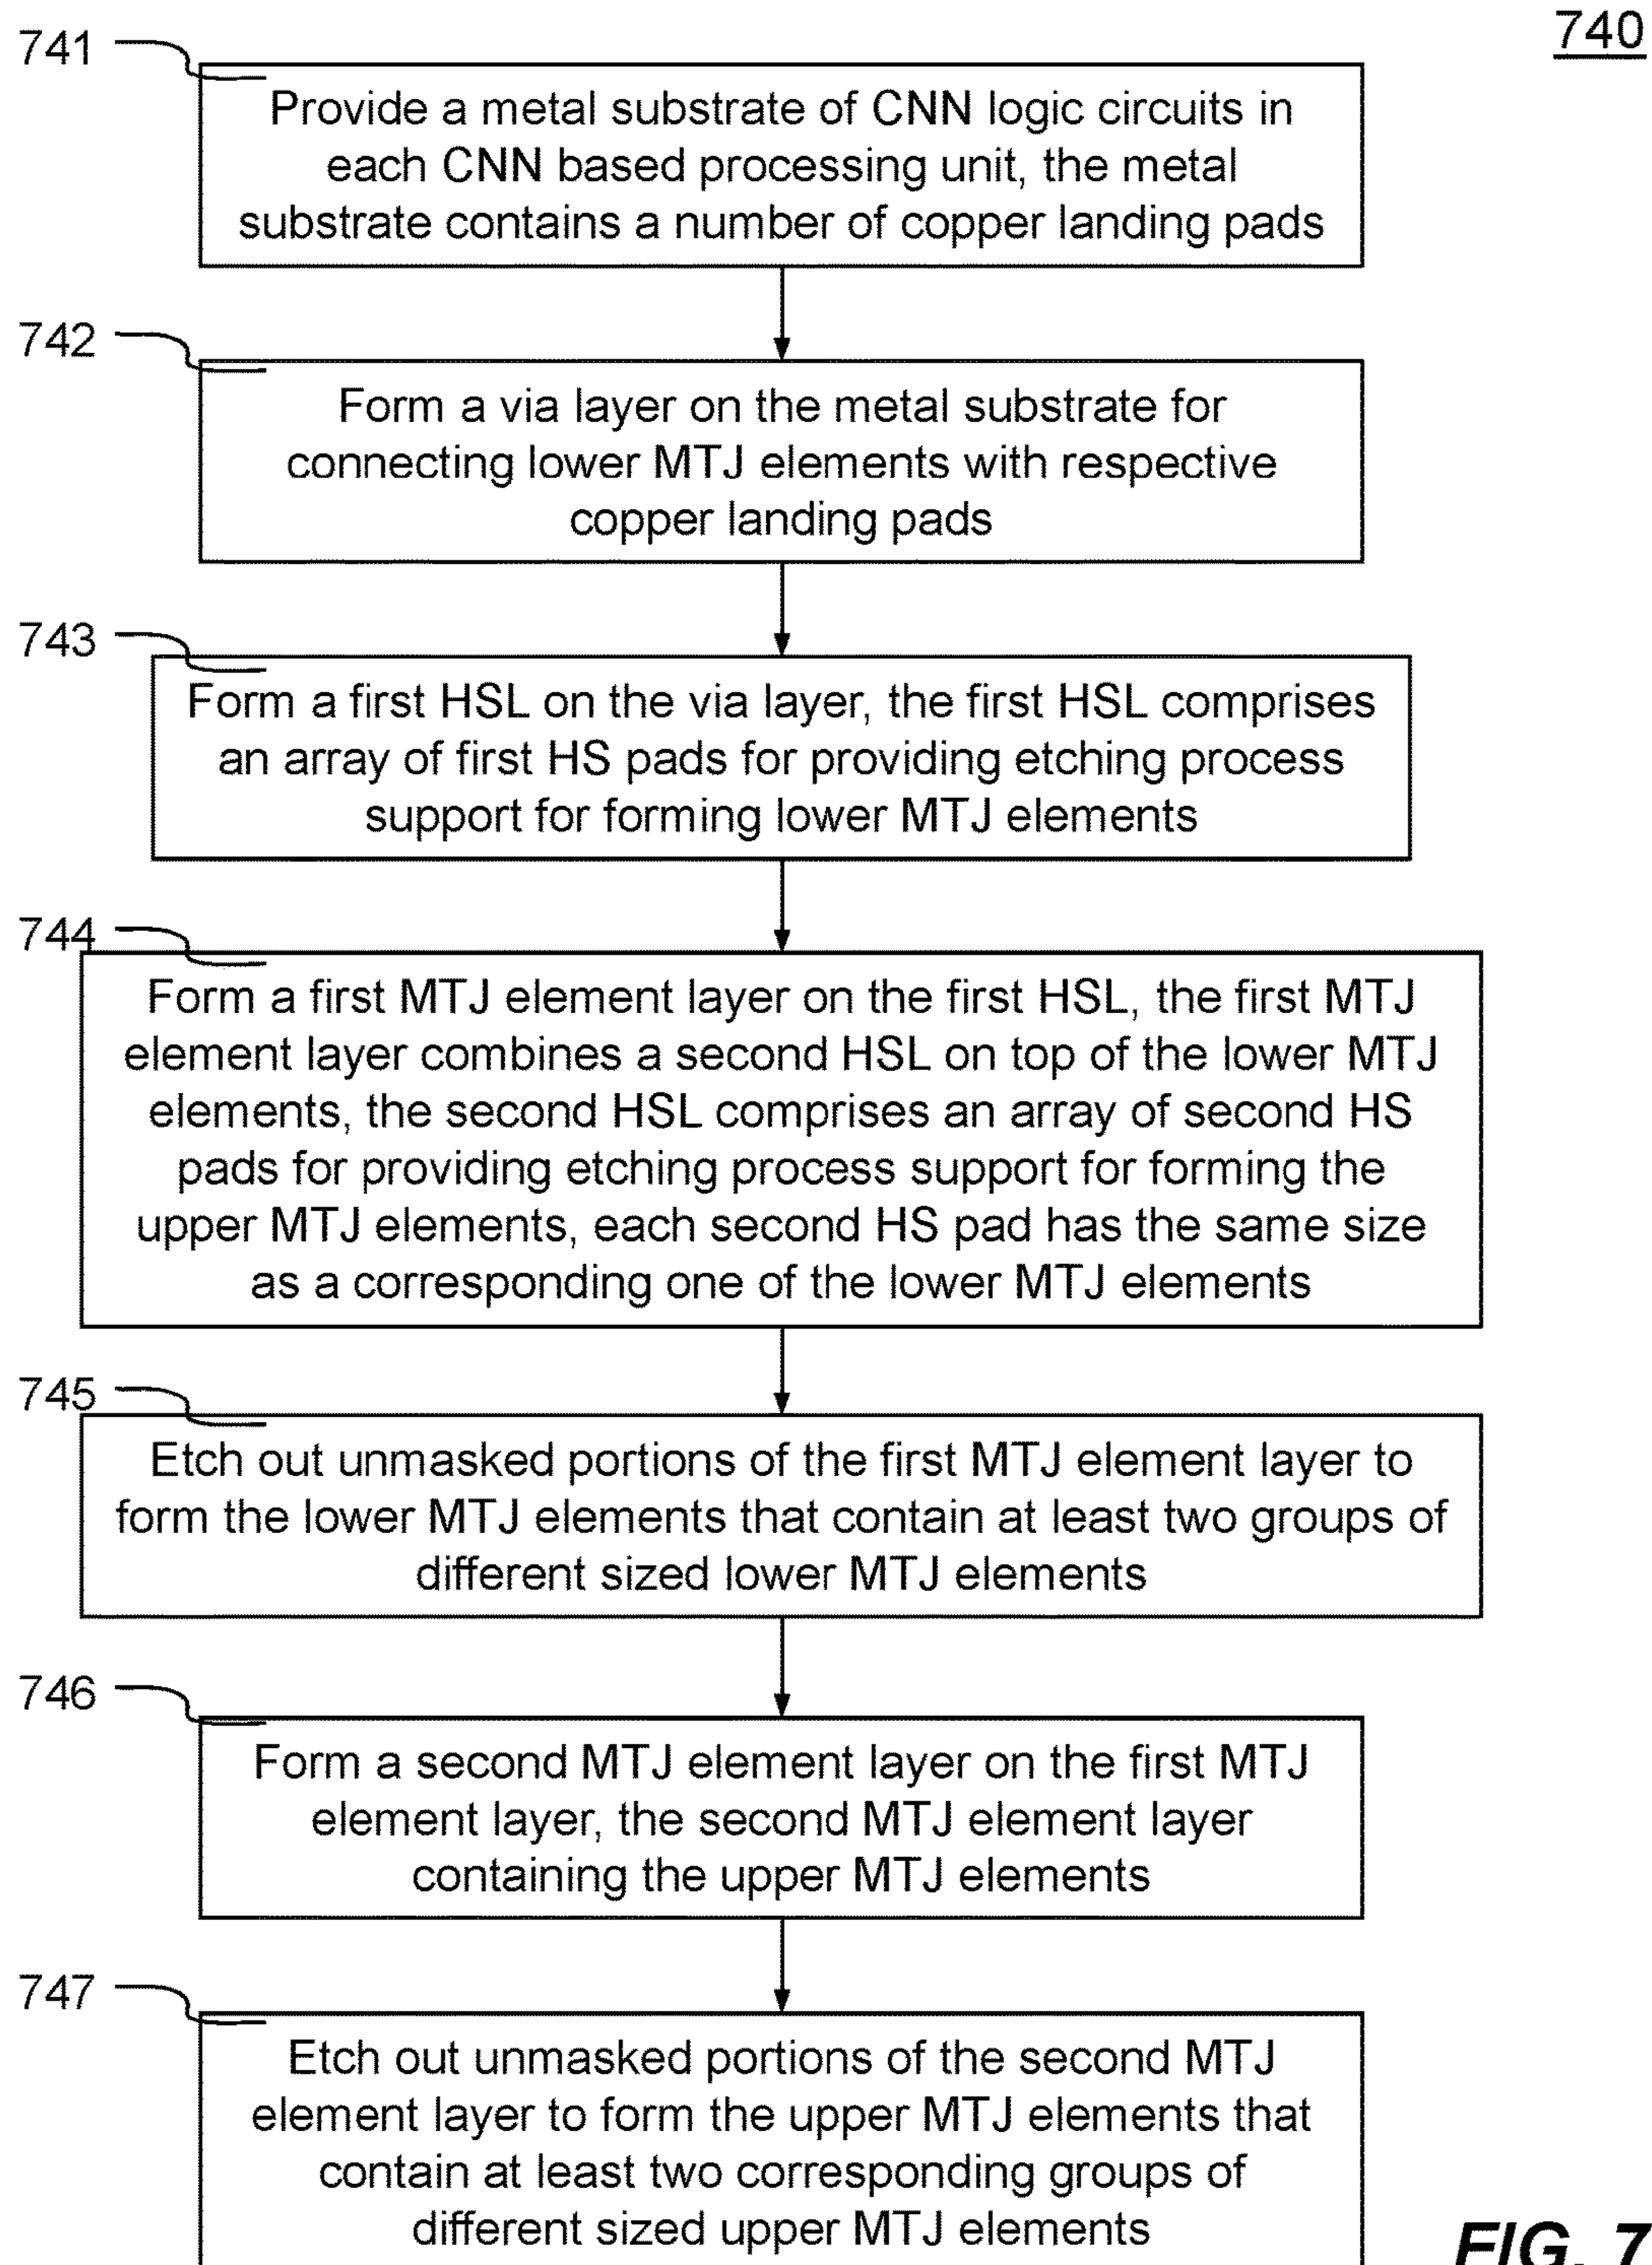 740
741
Provide a metal substrate of CNN logic circuits in
each CNN based processing unit, the metal
substrate contains a number of copper landing pads
742
Form a via layer on the metal substrate for
connecting lower MTJ elements with respective
copper landing pads
743
Form a first HSL on the via layer, the first HSL comprises
an array of first HS pads for providing etching process
support for forming lower MTJ elements
744
Form a first MTJ element layer on the first HSL, the first MTJ
element layer combines a second HSL on top of the lower MTJ
elements, the second HSL comprises an array of second HS
pads for providing etching process support for forming the
upper MTJ elements, each second HS pad has the same size
as a corresponding one of the lower MTJ elements
745
Etch out unmasked portions of the first MTJ element layer to
form the lower MTJ elements that contain at least two groups of
different sized lower MTJ elements
746
Form a second MTJ element layer on the first MTJ
element layer, the second MTJ element layer
containing the upper MTJ elements
747
Etch out unmasked portions of the second MTJ
element layer to form the upper MTJ elements that
contain at least two corresponding groups of
different sized upper MTJ elements
FIG. 7